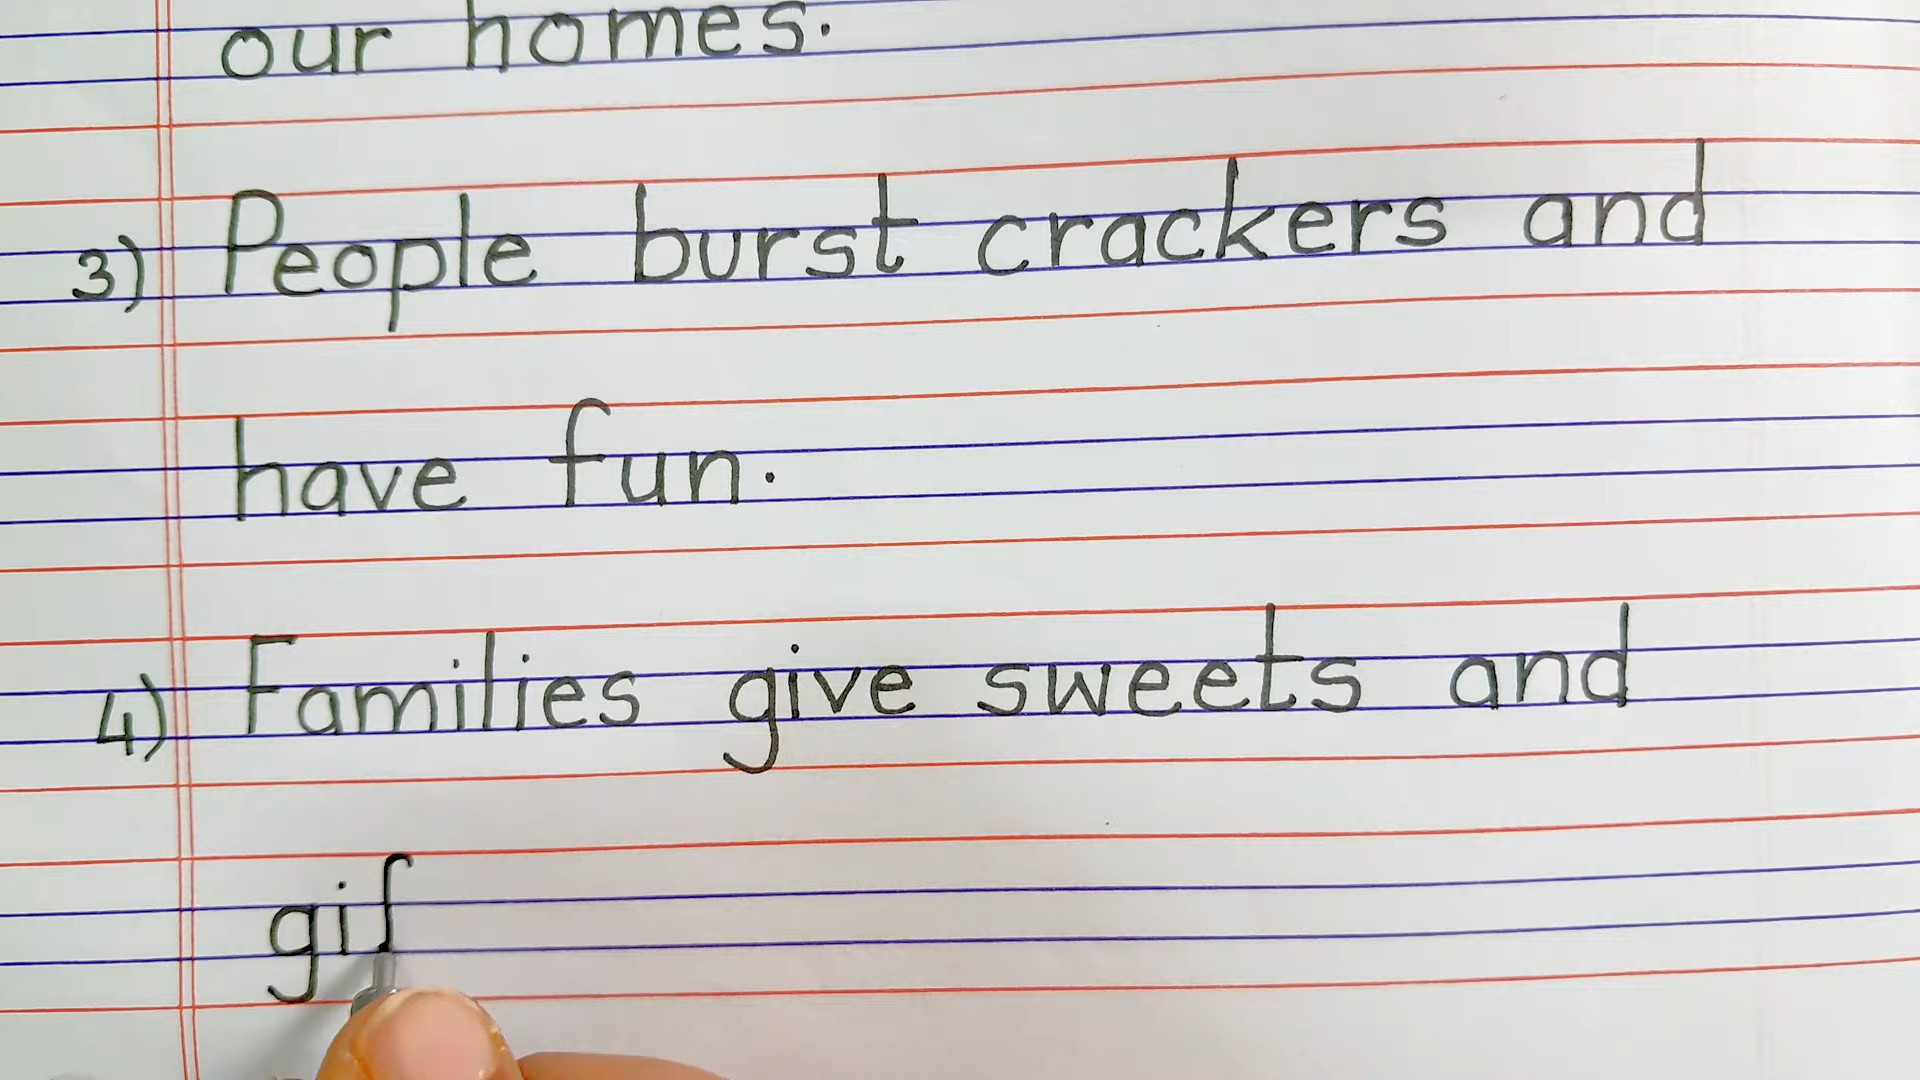 our homes.
3) People burst crackers and
have fun.
4) Families give sweets and
gif